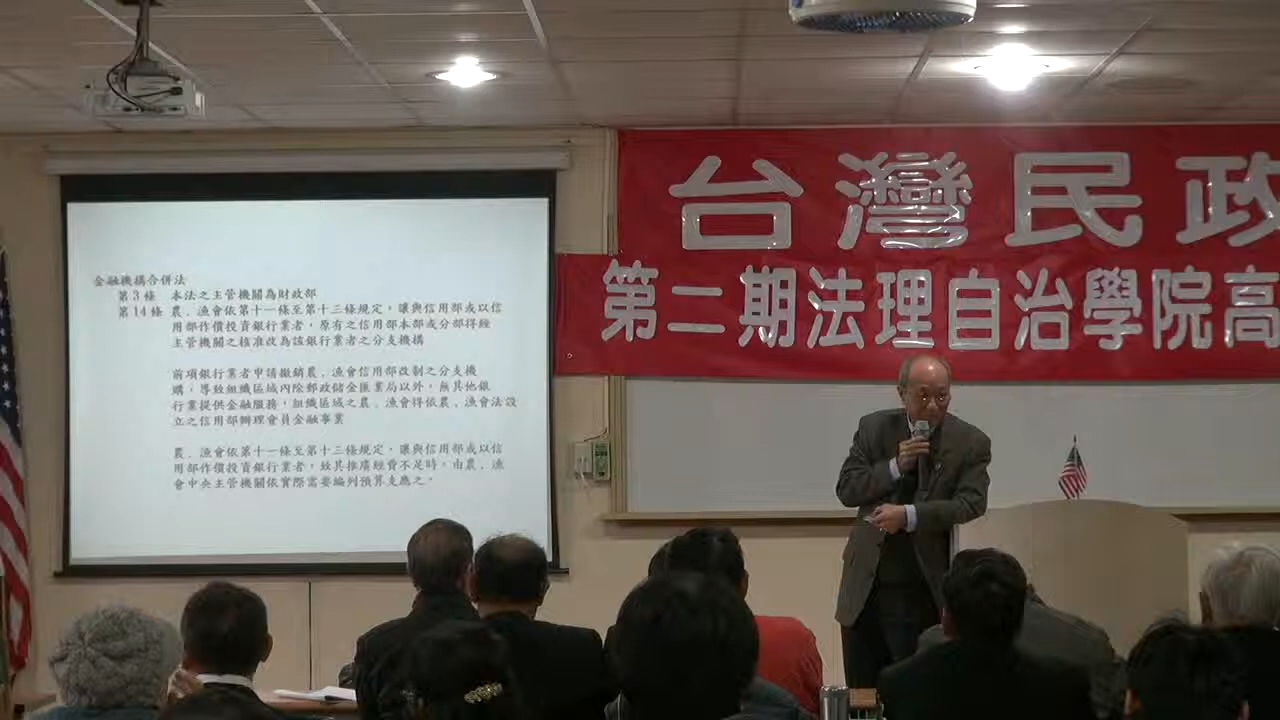 金融機構合併法
第3條 本法之主管機關為財政部
第14條 農、漁會依第十一條至第十三條規定，讓與信用部或以信
用部作價投資銀行業者，原有之信用部本部或分部得經
主管機關之核准改為該銀行業者之分支機構
前項銀行業者申請撤銷農、漁會信用部改制之分支機
構，導致組織區域內除郵政儲金匯業局以外，無其他銀
行業提供金融服務，組織區域之農、漁會得依農、漁會法設
立之信用部辦理會員金融事業
農、漁會依第十一條至第十三條規定，讓與信用部或以信
用部作價投資銀行業者，致其推廣經費不足時，由農、漁
會中央主管機關依實際需要編列預算支應之。
台灣民政
第二期法理自治學院高